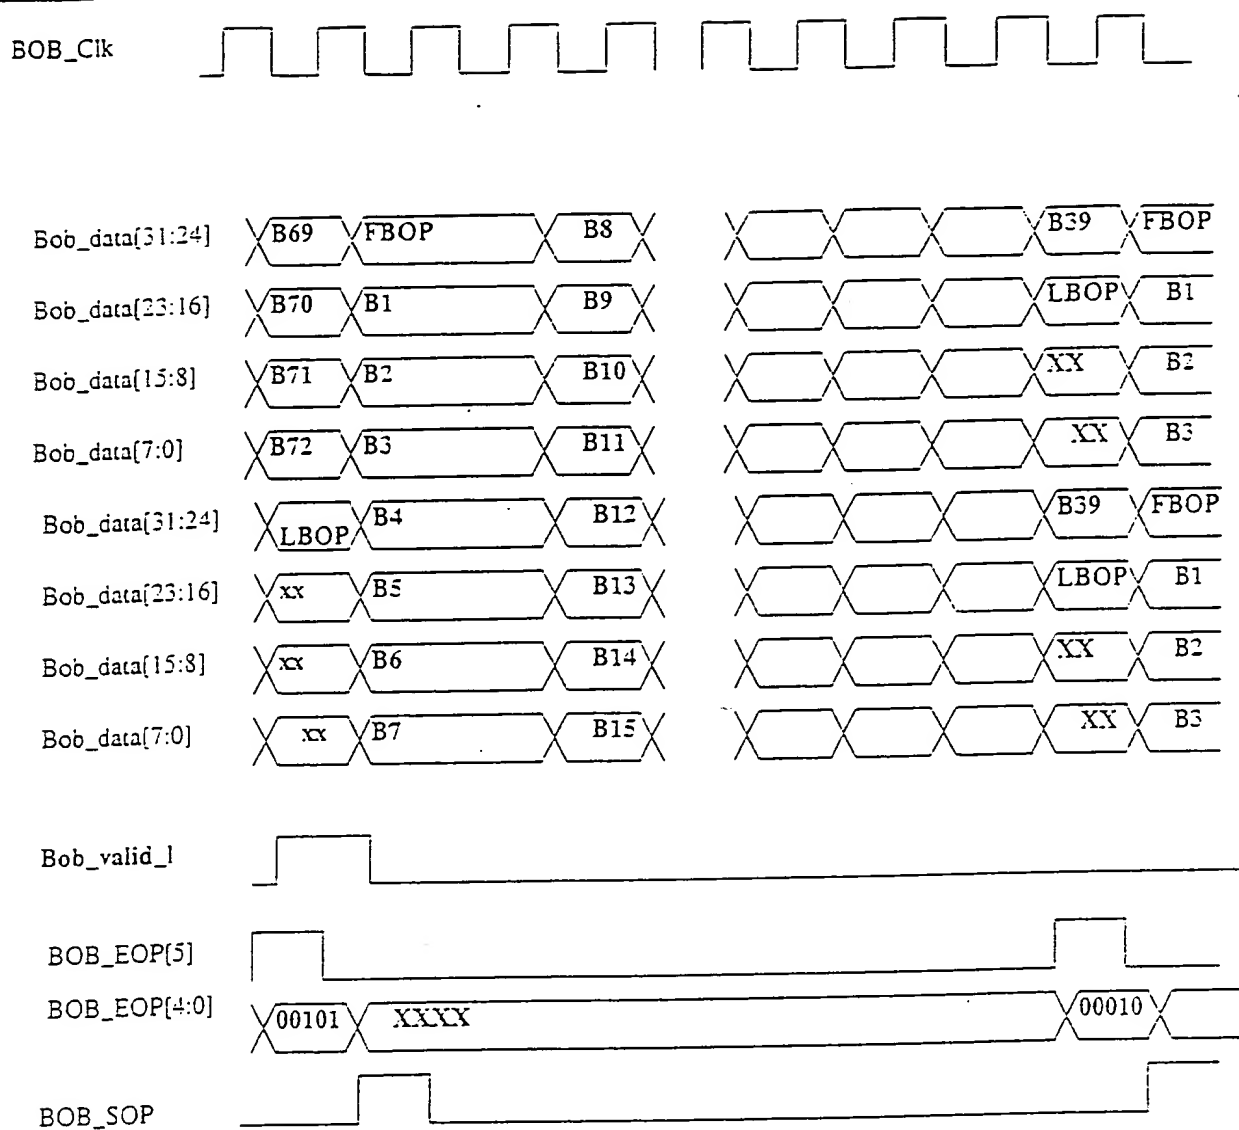 BOB_Clk
Bob_data[31:24] B69 FBOP B8 B39 FBOP
Bob_data[23:16] B70 B1 B9 LBOP B1
Bob_data[15:8] B71 B2 B10 XX B2
Bob_data[7:0] B72 B3 B11 XX B3
Bob_data[31:24] LBOP B4 B12 B39 FBOP
Bob_data[23:16] xx B5 B13 LBOP B1
Bob_data[15:8] xx B6 B14 XX B2
Bob_data[7:0] xx B7 B15 XX B3
Bob_valid_l
BOB_EOP[5]
BOB_EOP[4:0] 00101 XXXX 00010
BOB_SOP